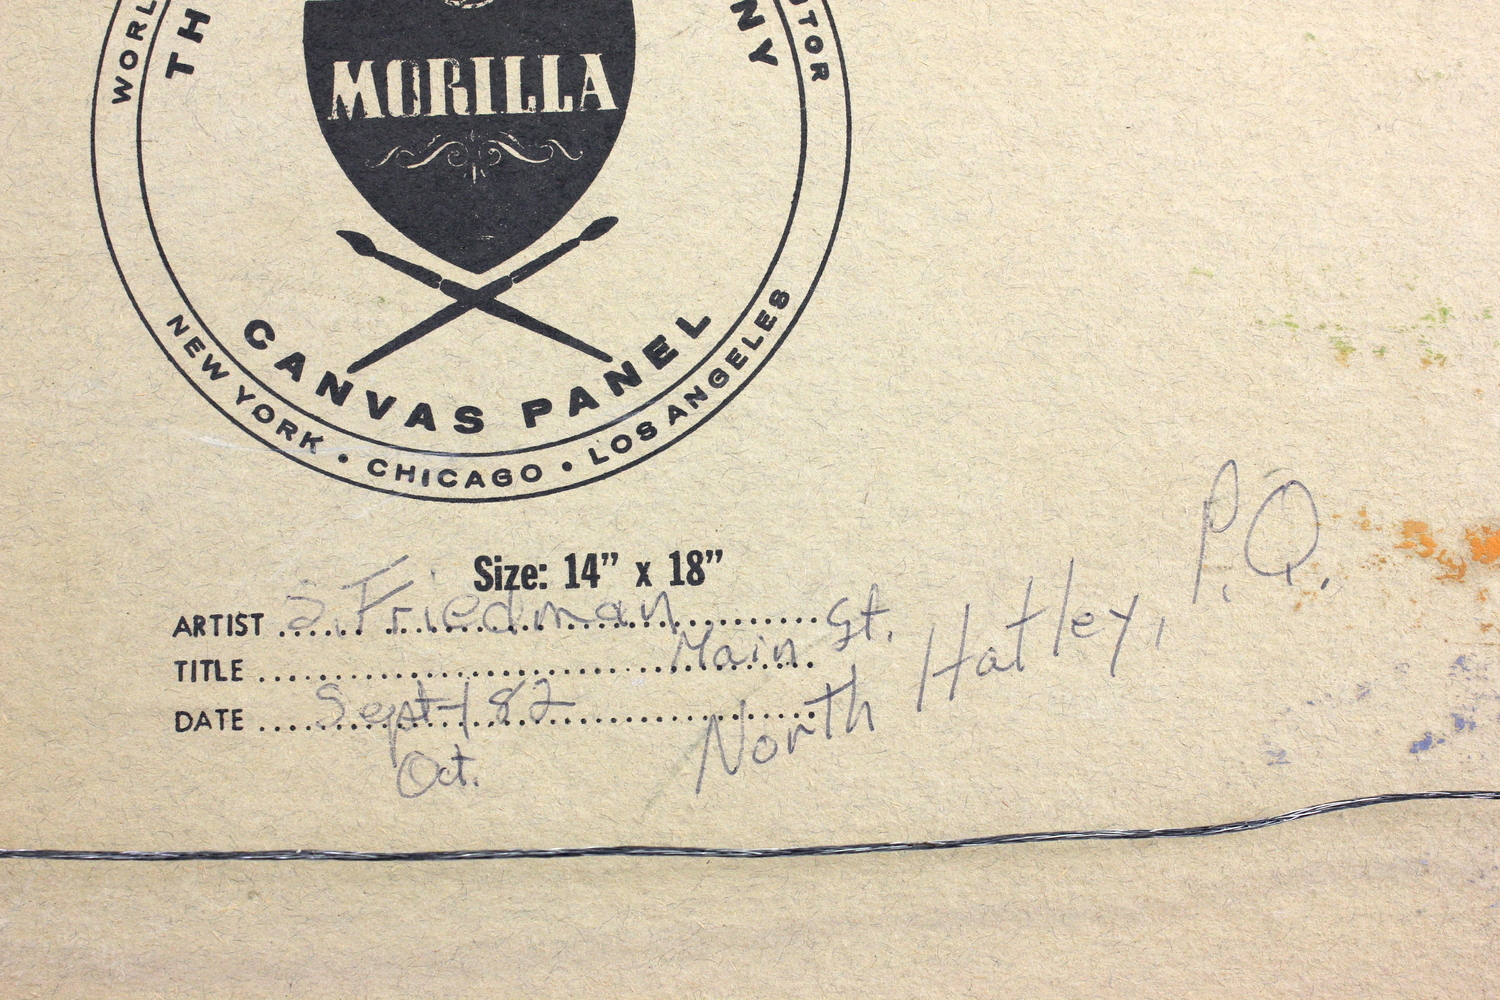 MORILLA
CANVAS PANEL
NEW YORK • CHICAGO • LOS ANGELES
Size: 14” x 18”
ARTIST S. Friedman
TITLE Main St.
North Hatley, P.Q.
DATE Sept 82
Oct.